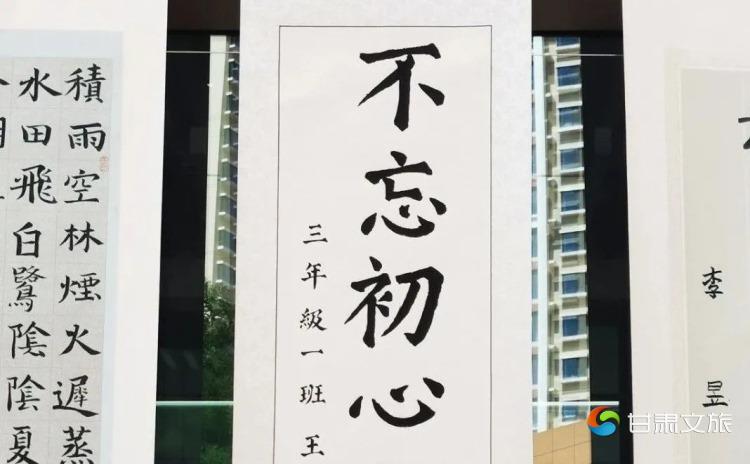 積雨空林煙火遲蒸
水田飛白鷺陰陰夏
不忘初心
三年級一班王
李昱
甘肃文旅